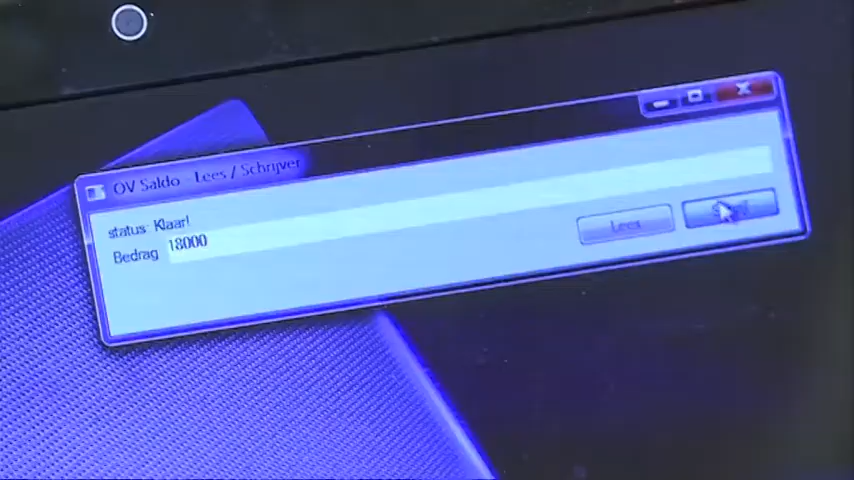 OV Saldo - Lees / Schrijver
status: Klaar!
Bedrag 18000
Lees